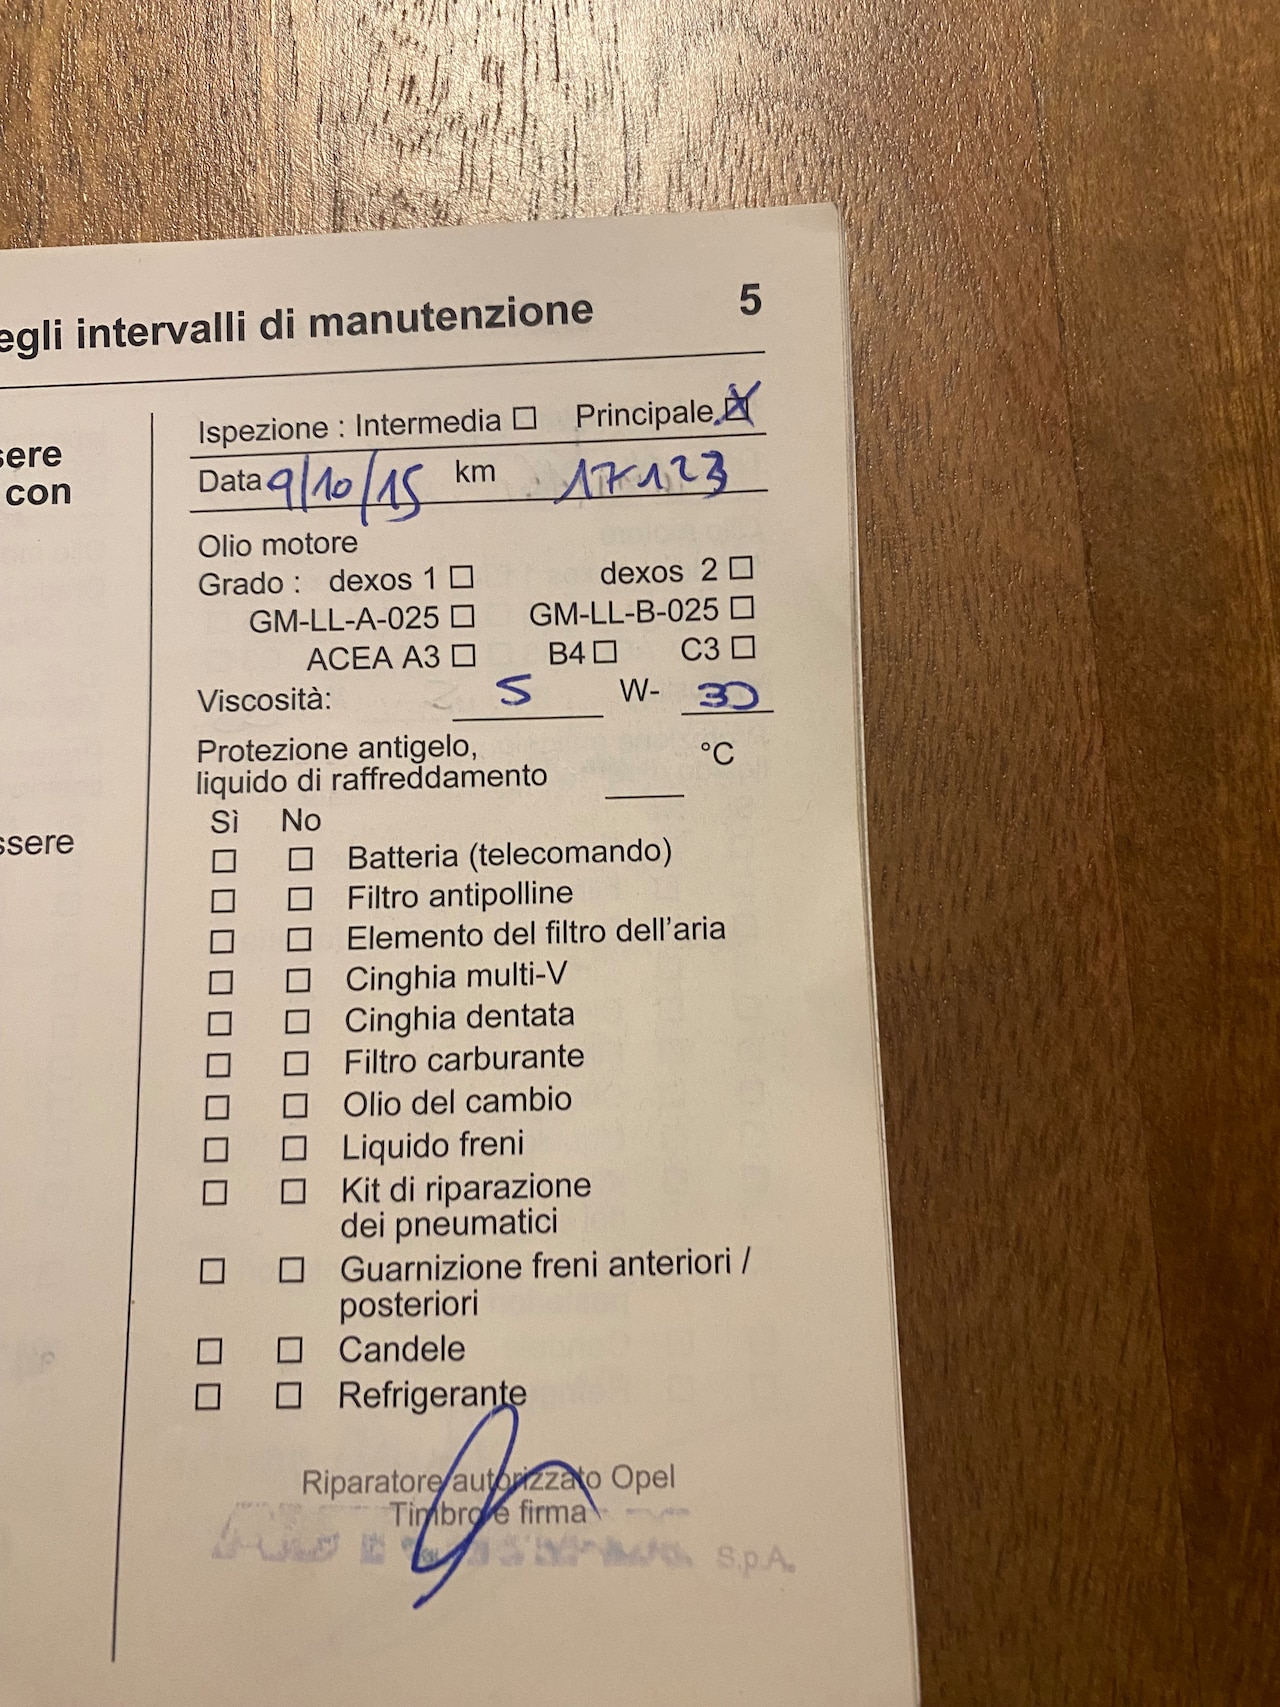 egli intervalli di manutenzione 5
sere
con
ssere
Ispezione : Intermedia ☐ Principale ☒
Data 9/10/15 km 17123
Olio motore
Grado : dexos 1 ☐ dexos 2 ☐
GM-LL-A-025 ☐ GM-LL-B-025 ☐
ACEA A3 ☐ B4 ☐ C3 ☐
Viscosità: 5 W- 30
Protezione antigelo, °C
liquido di raffreddamento
Sì No
☐ ☐ Batteria (telecomando)
☐ ☐ Filtro antipolline
☐ ☐ Elemento del filtro dell'aria
☐ ☐ Cinghia multi-V
☐ ☐ Cinghia dentata
☐ ☐ Filtro carburante
☐ ☐ Olio del cambio
☐ ☐ Liquido freni
☐ ☐ Kit di riparazione
dei pneumatici
☐ ☐ Guarnizione freni anteriori /
posteriori
☐ ☐ Candele
☐ ☐ Refrigerante
Riparatore autorizzato Opel
Timbro e firma
S.p.A.